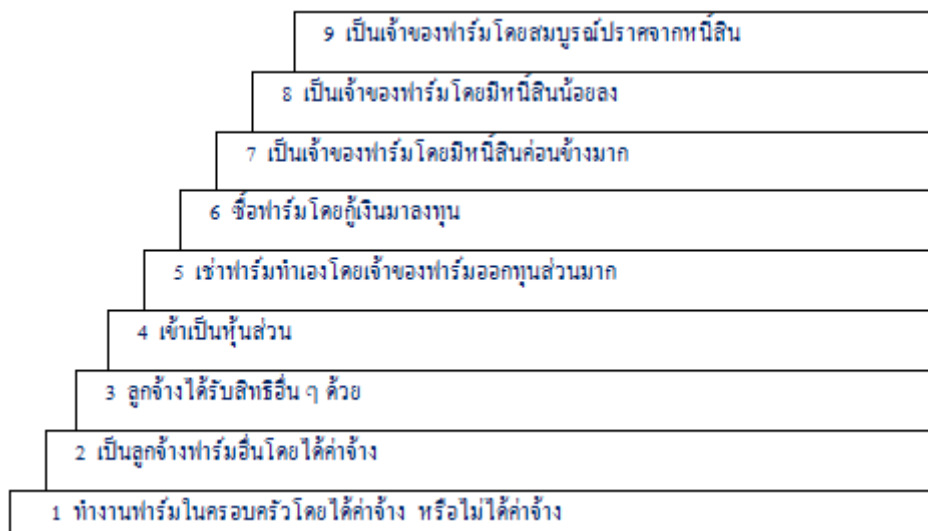 9 เป็นเจ้าของฟาร์มโดยสมบูรณ์ปราศจากหนี้สิน
8 เป็นเจ้าของฟาร์มโดยมีหนี้สินน้อยลง
7 เป็นเจ้าของฟาร์มโดยมีหนี้สินค่อนข้างมาก
6 ซื้อฟาร์มโดยกู้เงินมาลงทุน
5 เช่าฟาร์มทำเองโดยเจ้าของฟาร์มออกทุนส่วนมาก
4 เข้าเป็นหุ้นส่วน
3 ลูกจ้างได้รับสิทธิอื่น ๆ ด้วย
2 เป็นลูกจ้างฟาร์มอื่นโดยได้ค่าจ้าง
1 ทำงานฟาร์มในครอบครัวโดยได้ค่าจ้าง หรือไม่ได้ค่าจ้าง